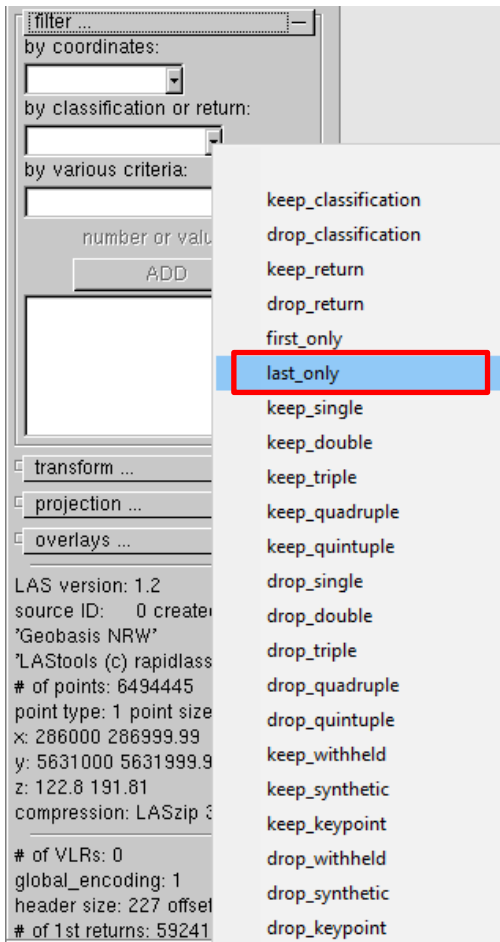 filter ...
by coordinates:
by classification or return:
by various criteria:
number or valu
ADD
keep_classification
drop_classification
keep_return
drop_return
first_only
last_only
keep_single
keep_double
keep_triple
keep_quadruple
keep_quintuple
drop_single
drop_double
drop_triple
drop_quadruple
drop_quintuple
keep_withheld
keep_synthetic
keep_keypoint
drop_withheld
drop_synthetic
drop_keypoint
transform ...
projection ...
overlays ...
LAS version: 1.2
source ID: 0 created
'Geobasis NRW'
'LAStools (c) rapidlass
# of points: 6494445
point type: 1 point size
x: 286000 286999.99
y: 5631000 5631999.9
z: 122.8 191.81
compression: LASzip 3
# of VLRs: 0
global_encoding: 1
header size: 227 offset
# of 1st returns: 59241